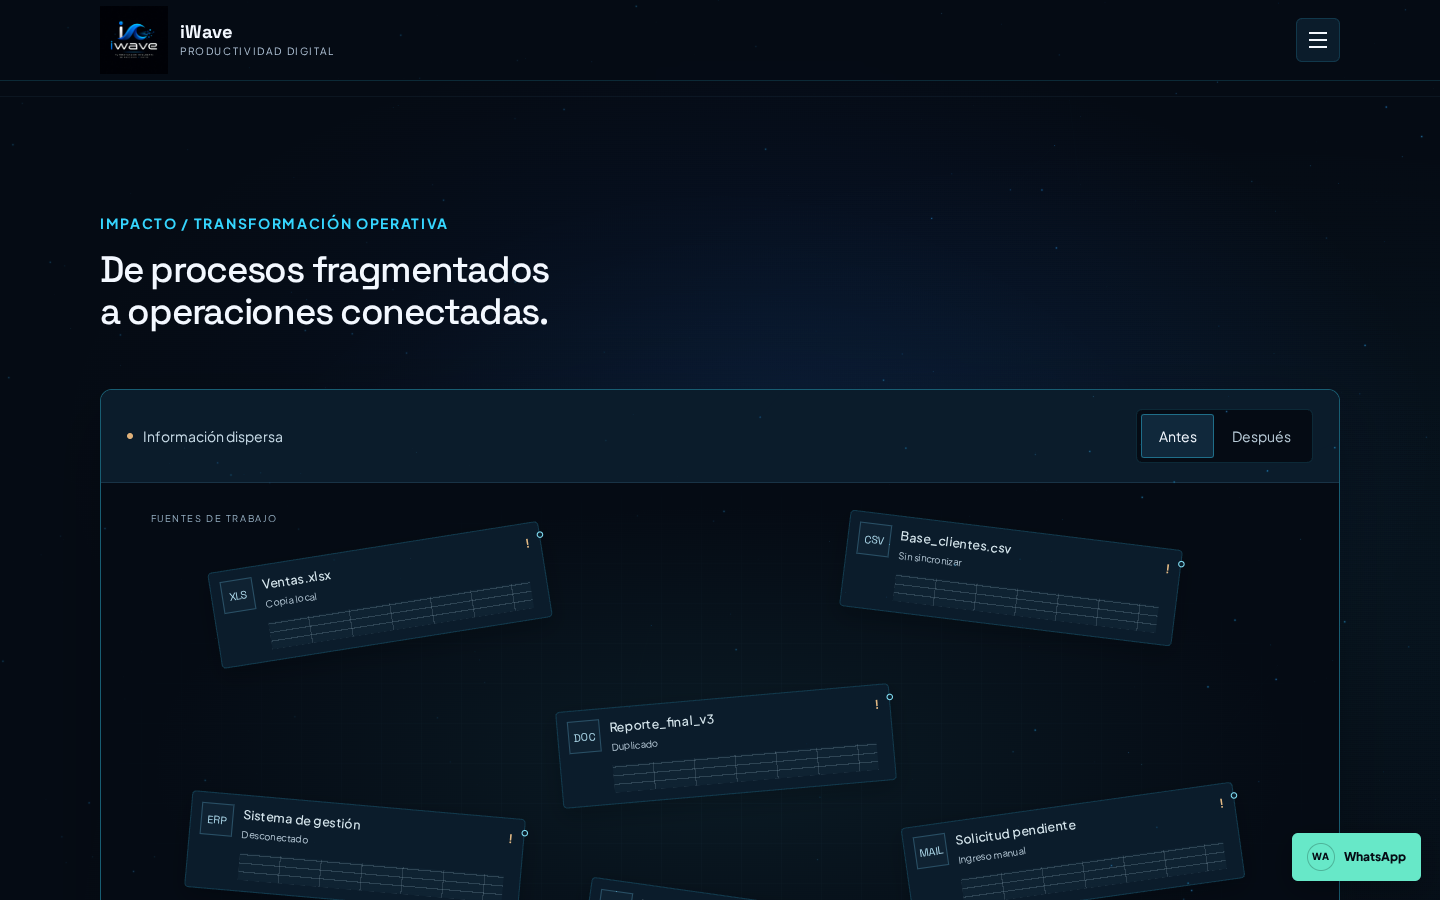 iwave
iWave
PRODUCTIVIDAD DIGITAL
IMPACTO / TRANSFORMACIÓN OPERATIVA
De procesos fragmentados
a operaciones conectadas.
Información dispersa
Antes
Después
FUENTES DE TRABAJO
XLS
Ventas.xlsx
Copia local
!
CSV
Base_clientes.csv
Sin sincronizar
!
DOC
Reporte_final_v3
Duplicado
!
ERP
Sistema de gestión
Desconectado
!
MAIL
Solicitud pendiente
Ingreso manual
!
WA
WhatsApp